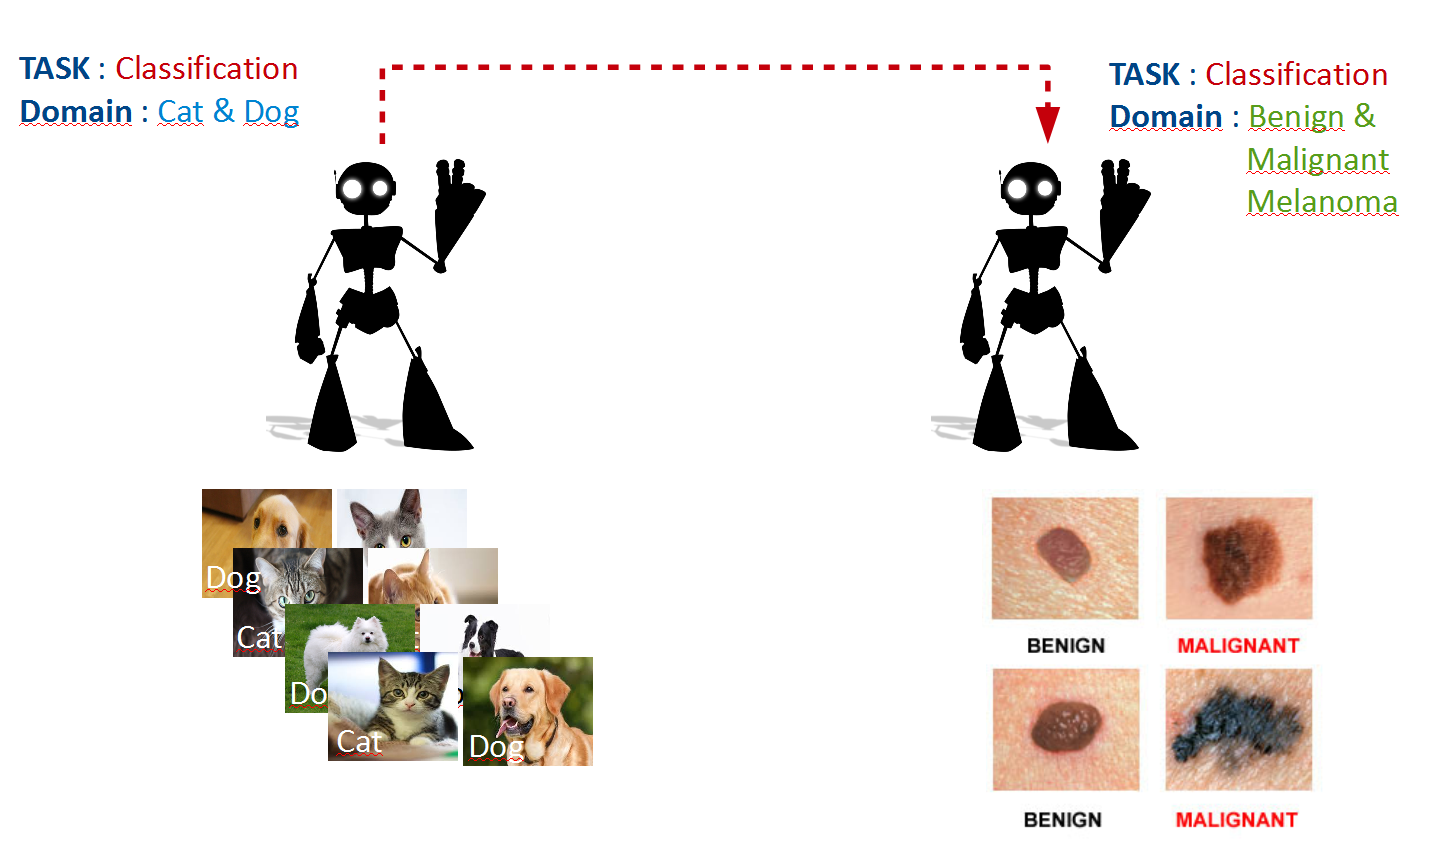 TASK : Classification
Domain : Cat & Dog
TASK : Classification
Domain : Benign &
Malignant
Melanoma
Dog
Cat
Do
Cat
Dog
BENIGN
MALIGNANT
BENIGN
MALIGNANT